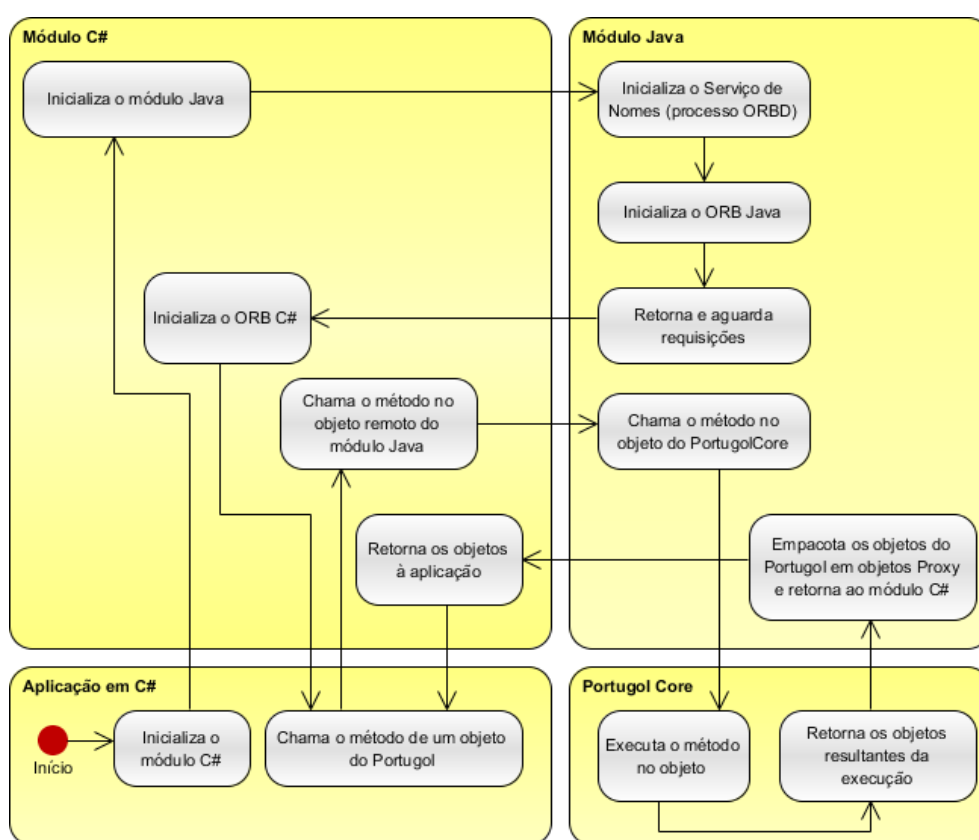 Módulo C#
Inicializa o módulo Java
Inicializa o ORB C#
Chama o método no
objeto remoto do
módulo Java
Retorna os objetos
à aplicação
Módulo Java
Inicializa o Serviço de
Nomes (processo ORBD)
Inicializa o ORB Java
Retorna e aguarda
requisições
Chama o método no
objeto do PortugolCore
Empacota os objetos do
Portugol em objetos Proxy
e retorna ao módulo C#
Aplicação em C#
Início
Inicializa o
módulo C#
Chama o método de um objeto
do Portugol
Portugol Core
Executa o método
no objeto
Retorna os objetos
resultantes da
execução